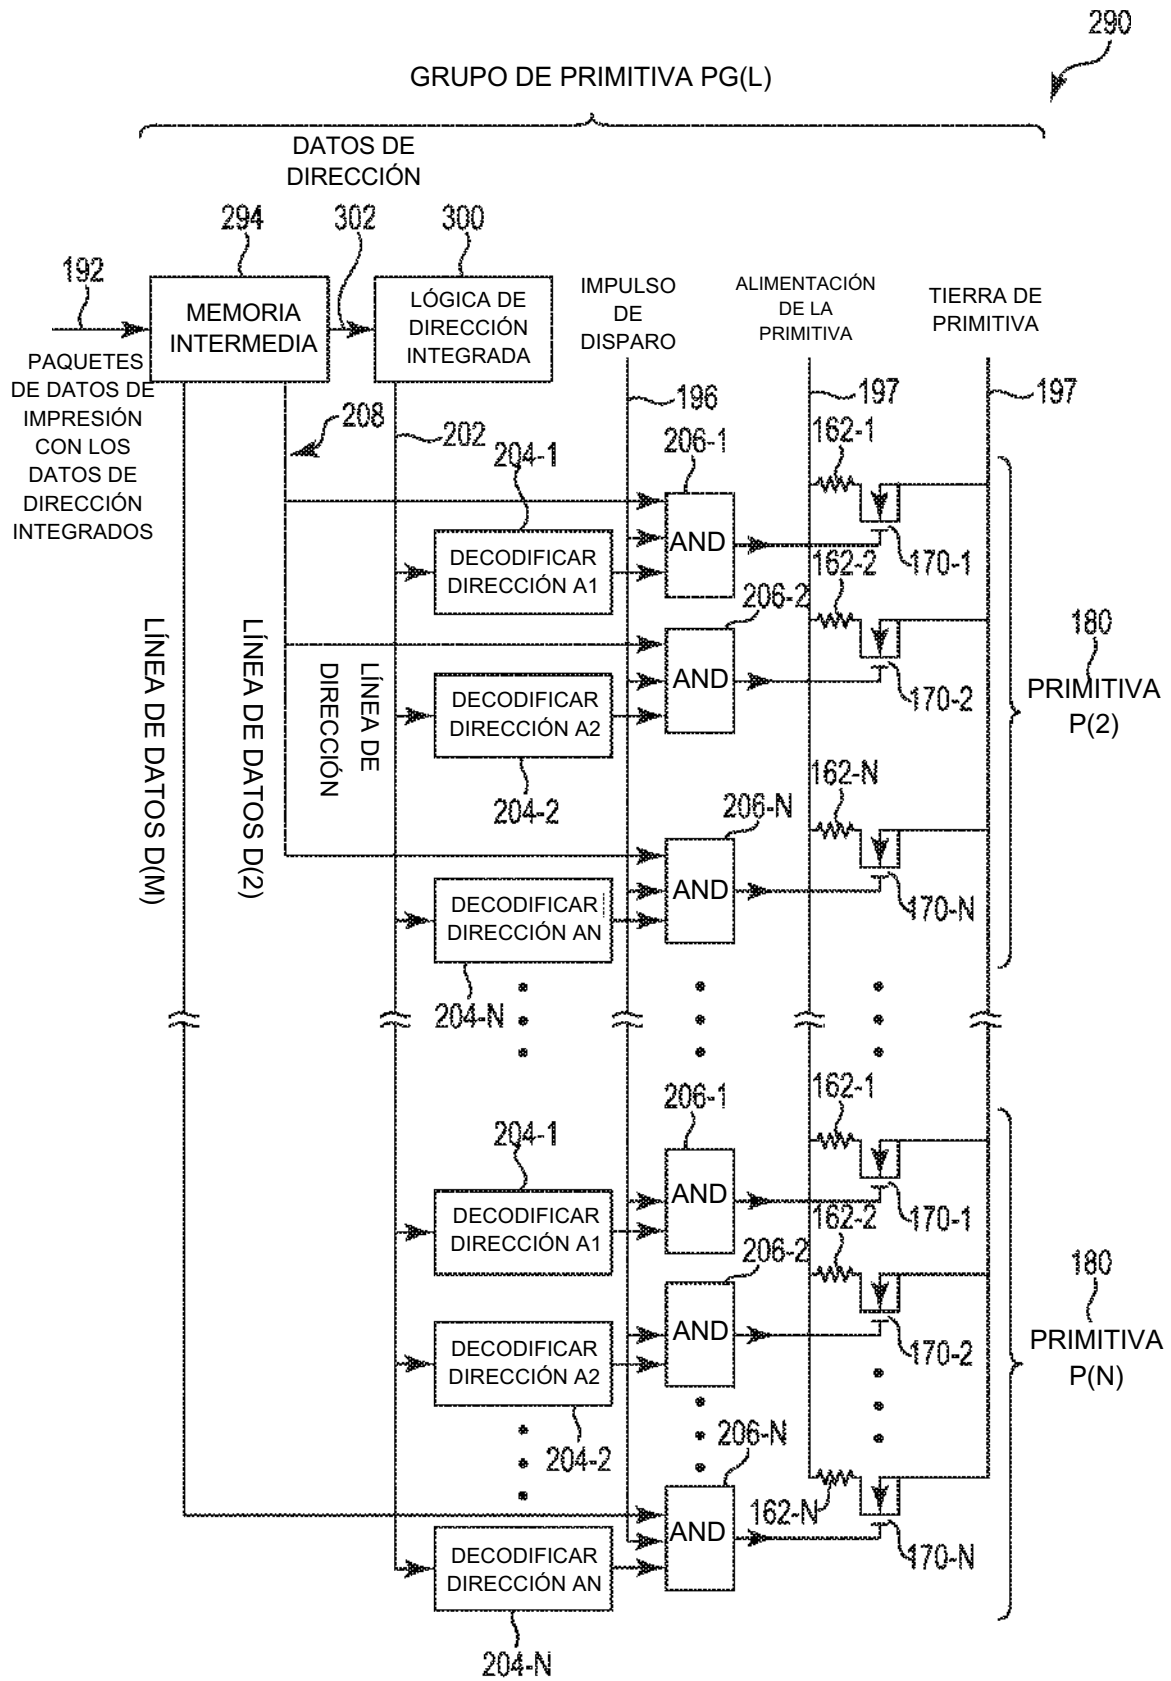 290
GRUPO DE PRIMITIVA PG(L)
DATOS DE
DIRECCIÓN
294
302
300
192
MEMORIA
INTERMEDIA
LÓGICA DE
DIRECCIÓN
INTEGRADA
IMPULSO
DE
DISPARO
ALIMENTACIÓN
DE LA
PRIMITIVA
TIERRA DE
PRIMITIVA
PAQUETES
DE DATOS DE
IMPRESIÓN
CON LOS
DATOS DE
DIRECCIÓN
INTEGRADOS
208
202
196
197
197
LÍNEA DE DATOS D(M)
LÍNEA DE DATOS D(2)
LÍNEA DE
DIRECCIÓN
204-1
206-1
162-1
DECODIFICAR
DIRECCIÓN A1
AND
170-1
206-2
162-2
DECODIFICAR
DIRECCIÓN A2
AND
170-2
204-2
180
PRIMITIVA
P(2)
206-N
162-N
DECODIFICAR
DIRECCIÓN AN
AND
170-N
204-N
204-1
206-1
162-1
DECODIFICAR
DIRECCIÓN A1
AND
170-1
206-2
162-2
DECODIFICAR
DIRECCIÓN A2
AND
170-2
204-2
180
PRIMITIVA
P(N)
206-N
162-N
DECODIFICAR
DIRECCIÓN AN
AND
170-N
204-N